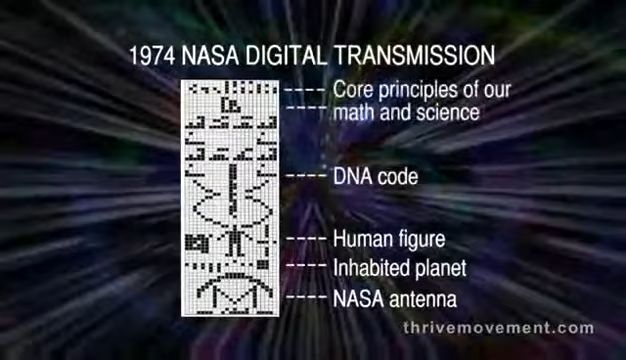 1974 NASA DIGITAL TRANSMISSION
Core principles of our
math and science
DNA code
Human figure
Inhabited planet
NASA antenna
thrivemovement.com